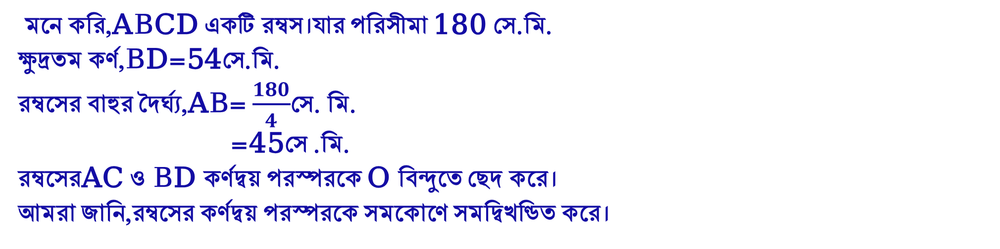 মনে করি,ABCD একটি রম্বস।যার পরিসীমা 180 সে.মি.
ক্ষুদ্রতম কর্ণ,BD=54সে.মি.
রম্বসের বাহুর দৈর্ঘ্য,AB= 180/4 সে. মি.
=45সে .মি.
রম্বসেরAC ও BD কর্ণদ্বয় পরস্পরকে O বিন্দুতে ছেদ করে।
আমরা জানি,রম্বসের কর্ণদ্বয় পরস্পরকে সমকোণে সমদ্বিখণ্ডিত করে।